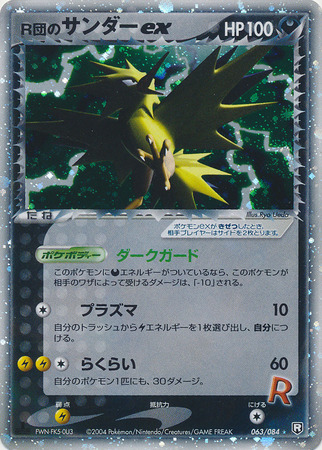 R団のサンダーex HP100
Illus.Ryo Ueda
たね
ポケモンexがきぜつしたとき、
相手プレイヤーはサイドを2枚とります。
ポケボディー ダークガード
このポケモンにエネルギーがついているなら、このポケモンが
相手のワザによって受けるダメージは、「-10」される。
プラズマ 10
自分のトラッシュからエネルギーを1枚選び出し、自分につける。
らくらい 60
自分のポケモン1匹にも、30ダメージ。
弱点 抵抗力 にげる
R
FWN-FK5-0U3 ©2004 Pokémon/Nintendo/Creatures/GAME FREAK 063/084 ★ R